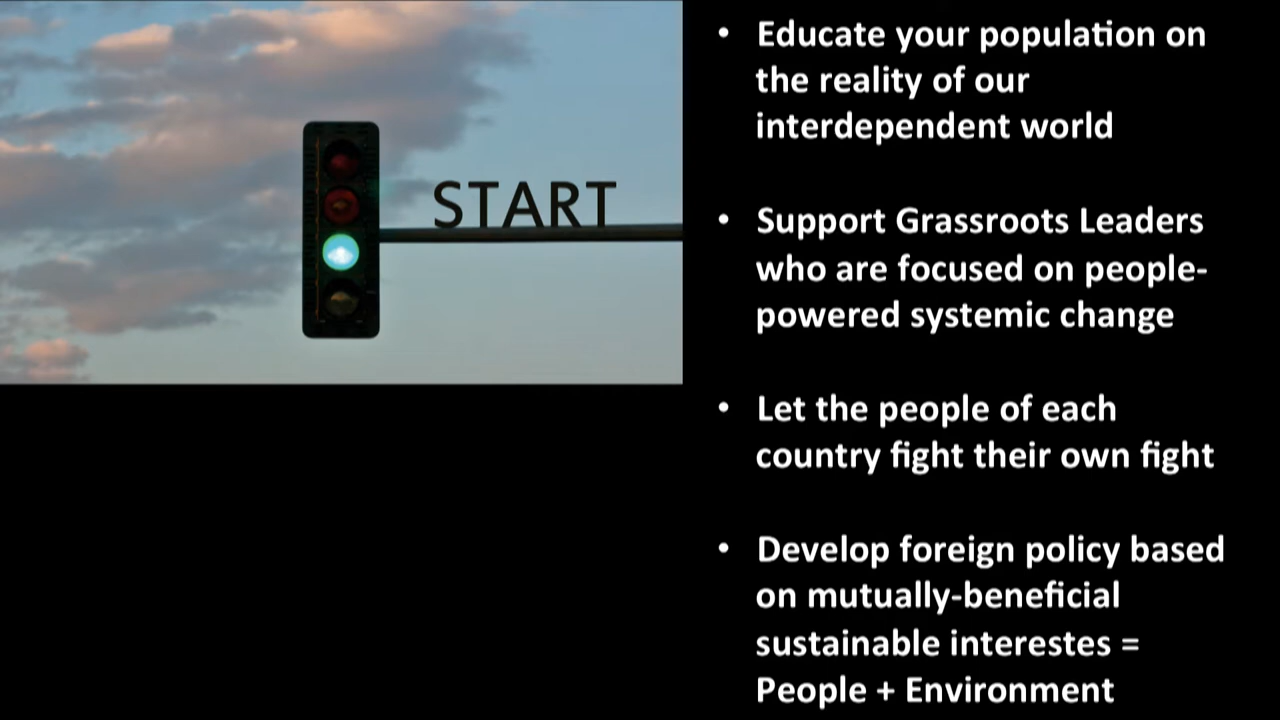 START
• Educate your population on
the reality of our
interdependent world
• Support Grassroots Leaders
who are focused on people-
powered systemic change
• Let the people of each
country fight their own fight
• Develop foreign policy based
on mutually-beneficial
sustainable interestes =
People + Environment